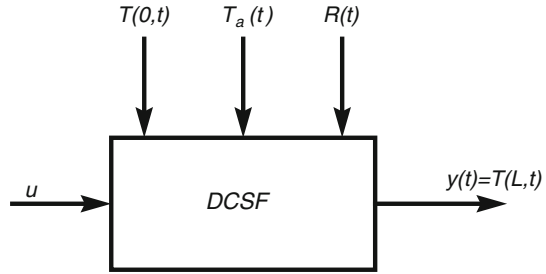 T(0,t) T_a(t) R(t)
u
DCSF
y(t)=T(L,t)